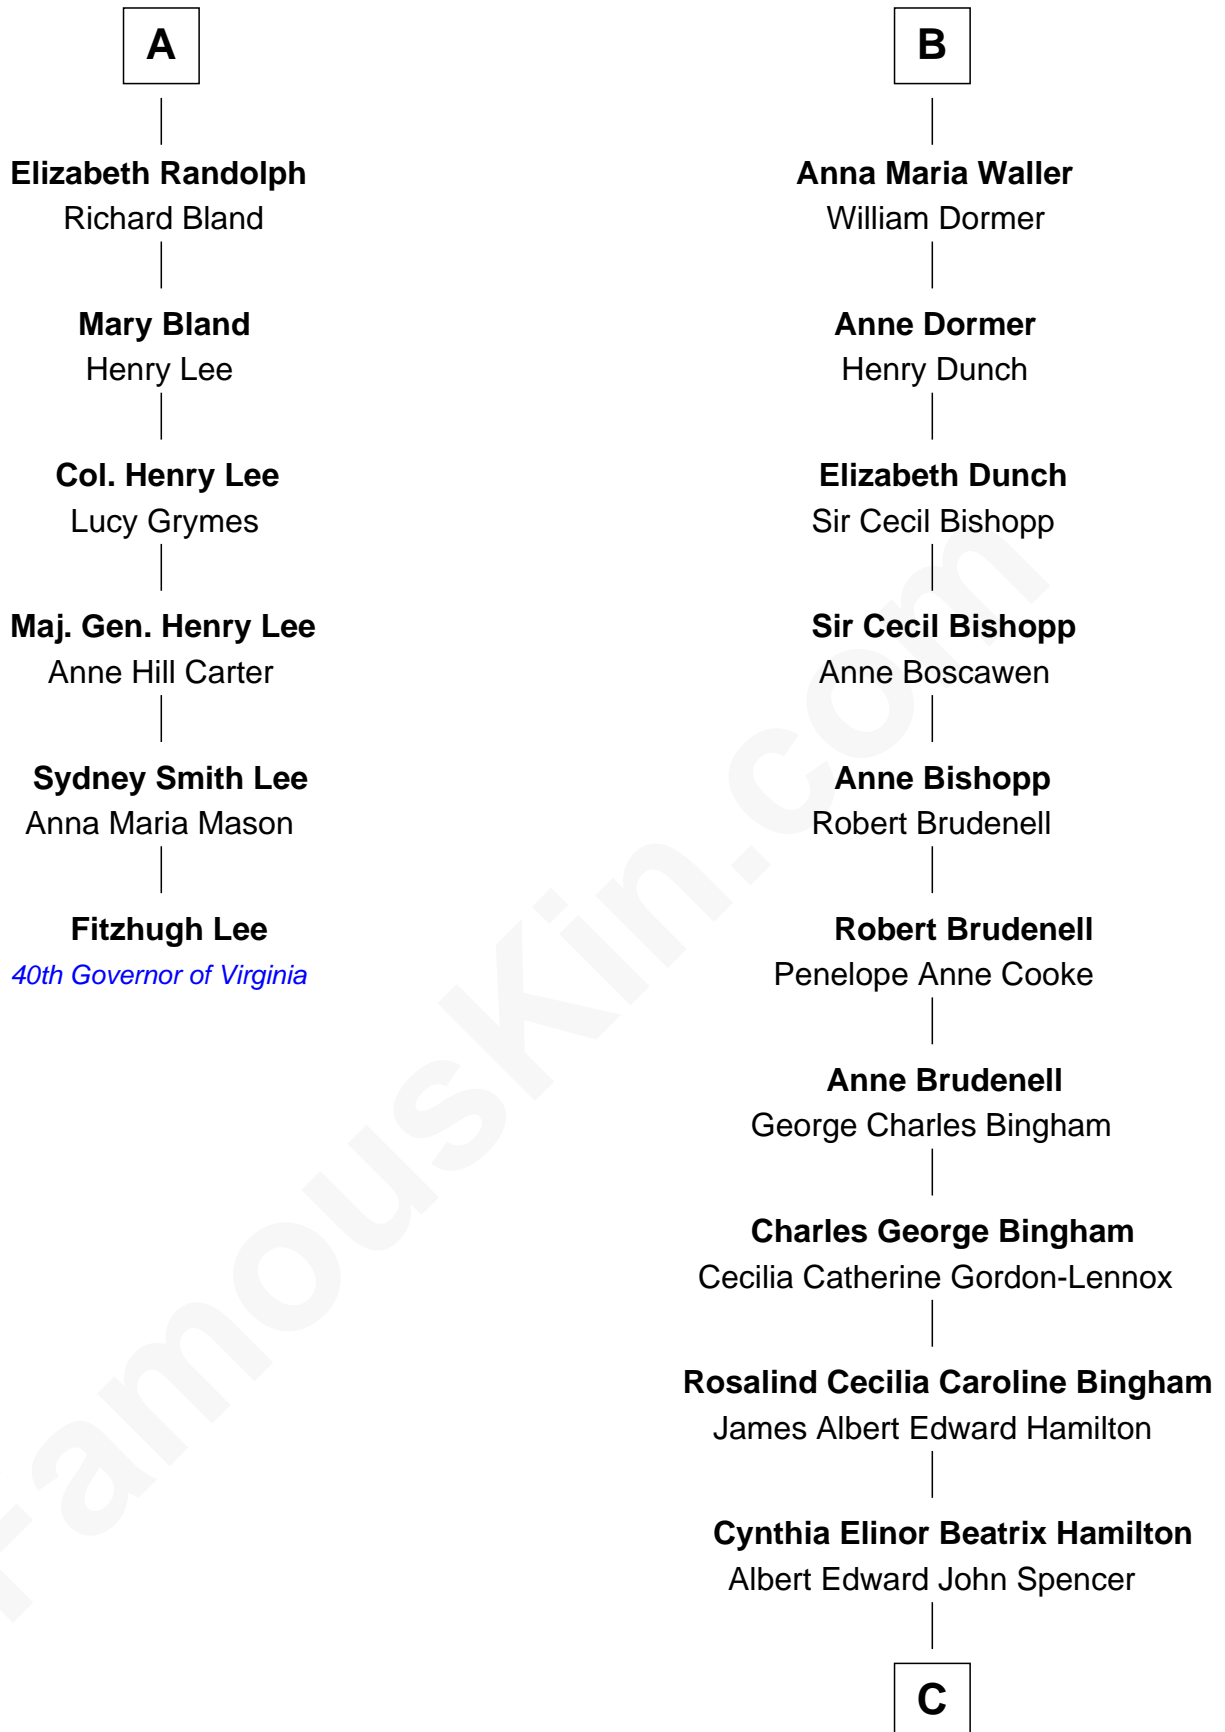 A
Elizabeth Randolph
Richard Bland
Mary Bland
Henry Lee
Col. Henry Lee
Lucy Grymes
Maj. Gen. Henry Lee
Anne Hill Carter
Sydney Smith Lee
Anna Maria Mason
Fitzhugh Lee
40th Governor of Virginia
B
Anna Maria Waller
William Dormer
Anne Dormer
Henry Dunch
Elizabeth Dunch
Sir Cecil Bishopp
Sir Cecil Bishopp
Anne Boscawen
Anne Bishopp
Robert Brudenell
Robert Brudenell
Penelope Anne Cooke
Anne Brudenell
George Charles Bingham
Charles George Bingham
Cecilia Catherine Gordon-Lennox
Rosalind Cecilia Caroline Bingham
James Albert Edward Hamilton
Cynthia Elinor Beatrix Hamilton
Albert Edward John Spencer
C
FamousKin.com